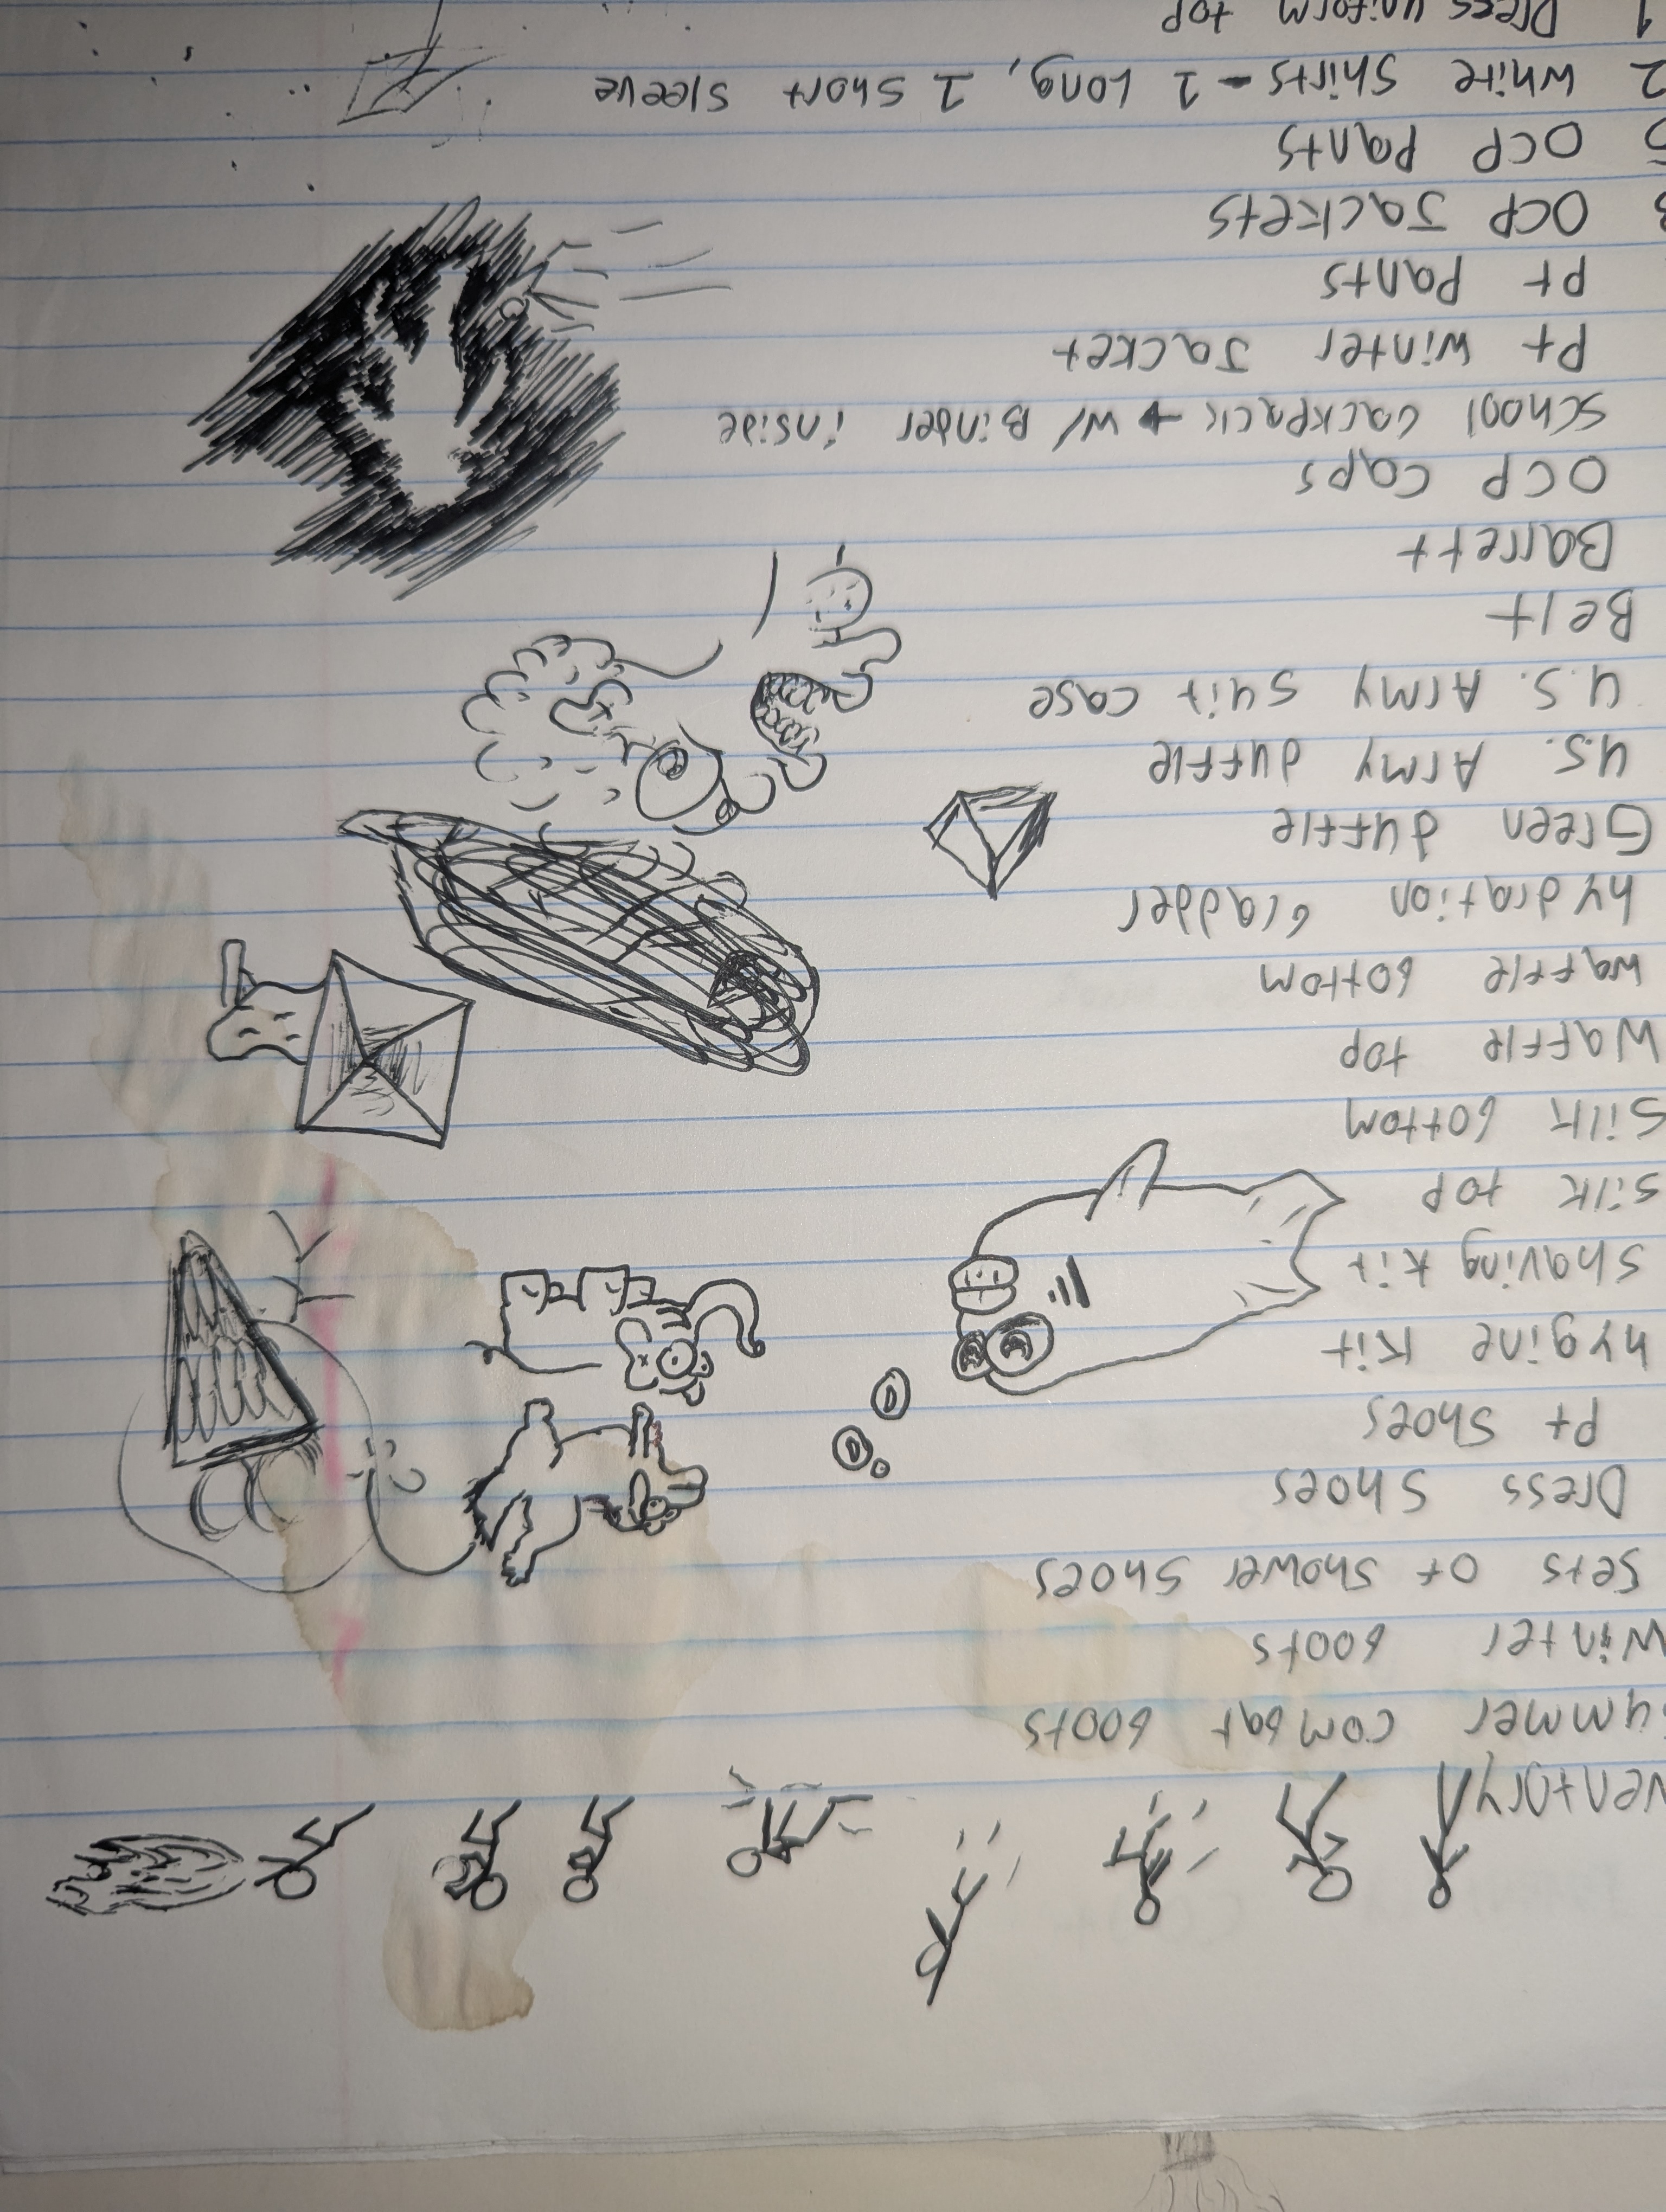 ventory
Summer combat boots
Winter boots
Sets of shower shoes
Dress Shoes
Pt Shoes
hygine Kit
Shaving kit
silk top
Silk bottom
Waffle top
waffle bottom
hydration bladder
Green duffle
U.S. Army duffle
U.S. Army suit case
Belt
Barrett
OCP Caps
School backpack → w/ Binder inside
Pt winter Jacket
Pt Pants
3 OCP Jackets
5 OCP Pants
2 White Shirts - 1 Long, 1 short sleeve
1 Dress uniform top